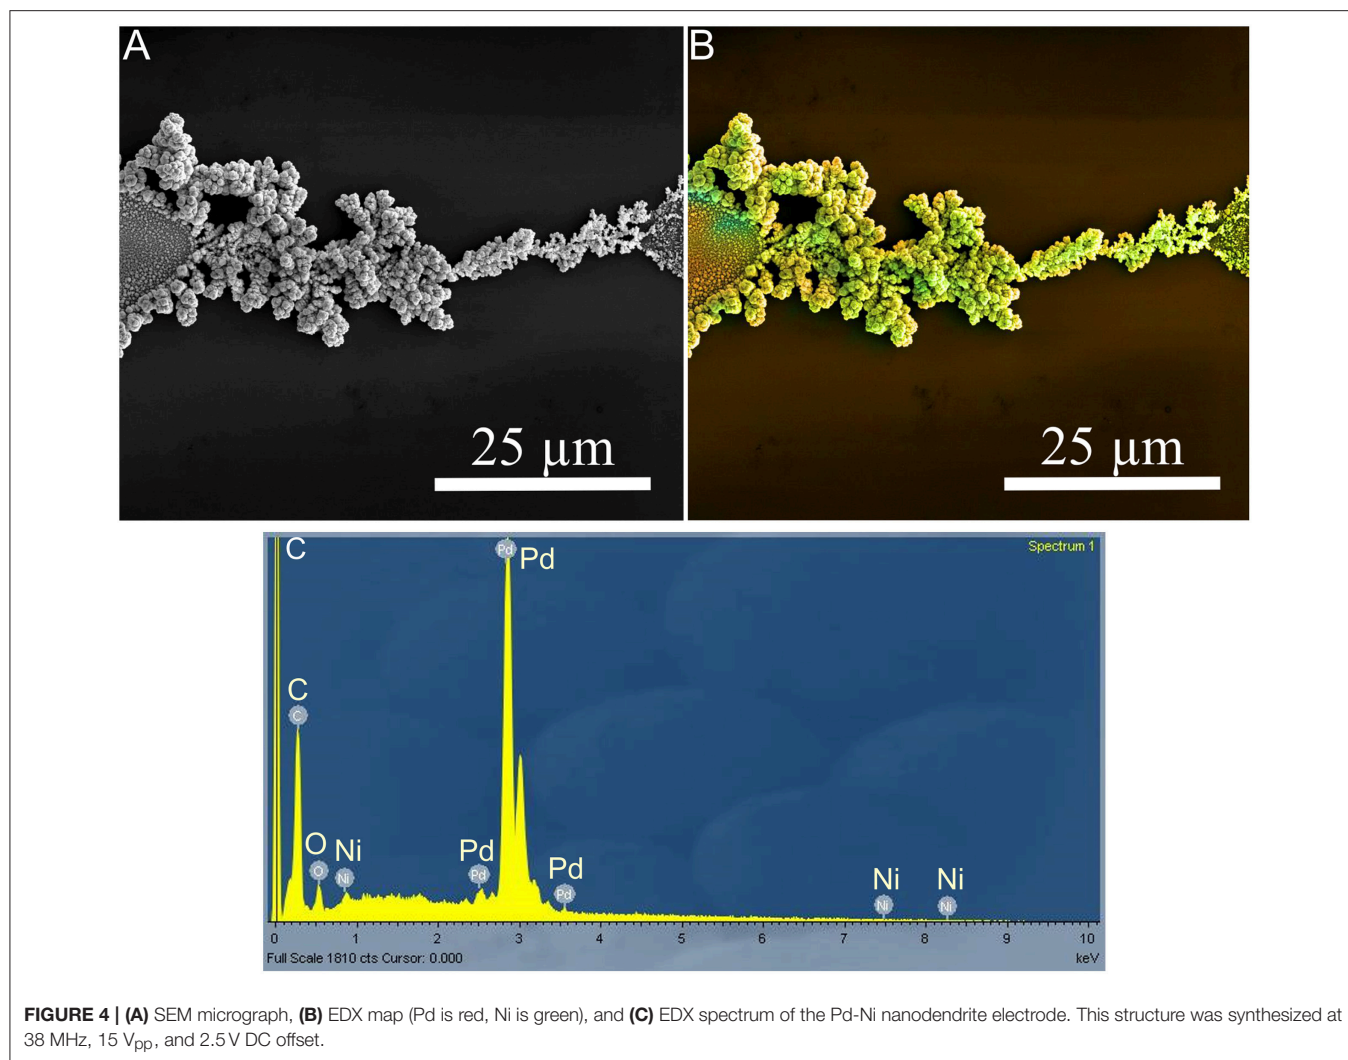 A
B
25 µm
25 µm
C
Spectrum 1
Pd
Pd
C
C
O
O
Ni
Ni
Pd
Pd
Pd
Pd
Ni
Ni
Ni
Ni
0 1 2 3 4 5 6 7 8 9 10
Full Scale 1810 cts Cursor: 0.000 keV
FIGURE 4 | (A) SEM micrograph, (B) EDX map (Pd is red, Ni is green), and (C) EDX spectrum of the Pd-Ni nanodendrite electrode. This structure was synthesized at
38 MHz, 15 Vpp, and 2.5 V DC offset.